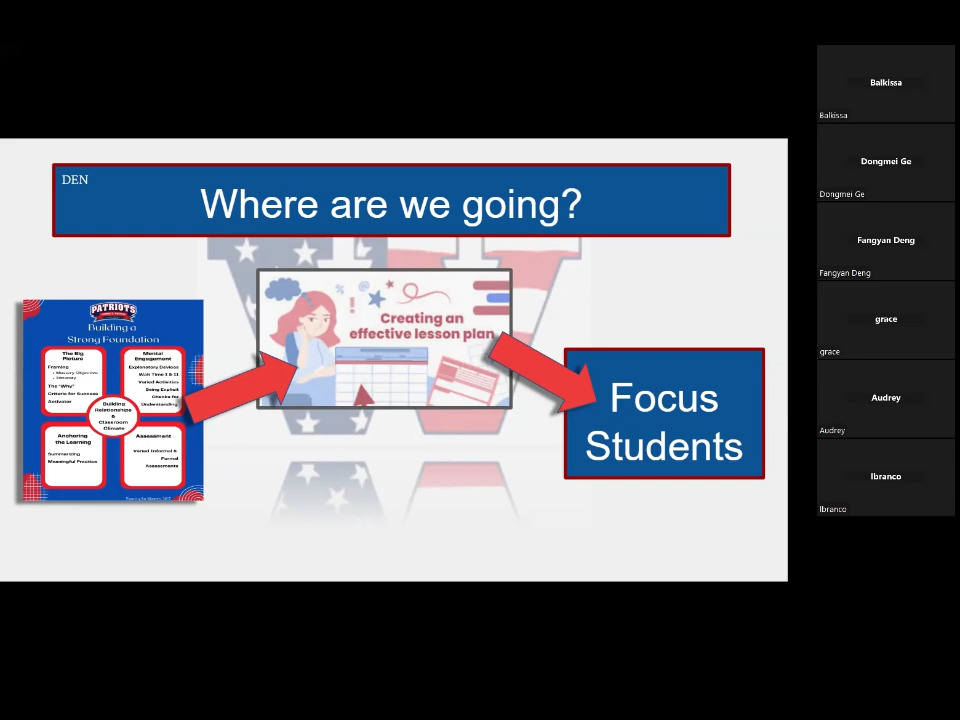 DEN
Where are we going?
PATRIOTS
Building a
Strong Foundation
The Big
Picture
Framing
• Mastery Objective
• Itinerary
The "Why"
Criteria for Success
Activator
Mental
Engagement
Explanatory Devices
Wait Time I & II
Varied Activities
Being Explicit
Checks for
Understanding
Building
Relationships
&
Classroom
Climate
Anchoring
the Learning
Summarizing
Meaningful Practice
Assessment
Varied Informal &
Formal
Assessments
Creating an
effective lesson plan
Focus
Students
Balkissa
Balkissa
Dongmei Ge
Dongmei Ge
Fangyan Deng
Fangyan Deng
grace
grace
Audrey
Audrey
lbranco
lbranco